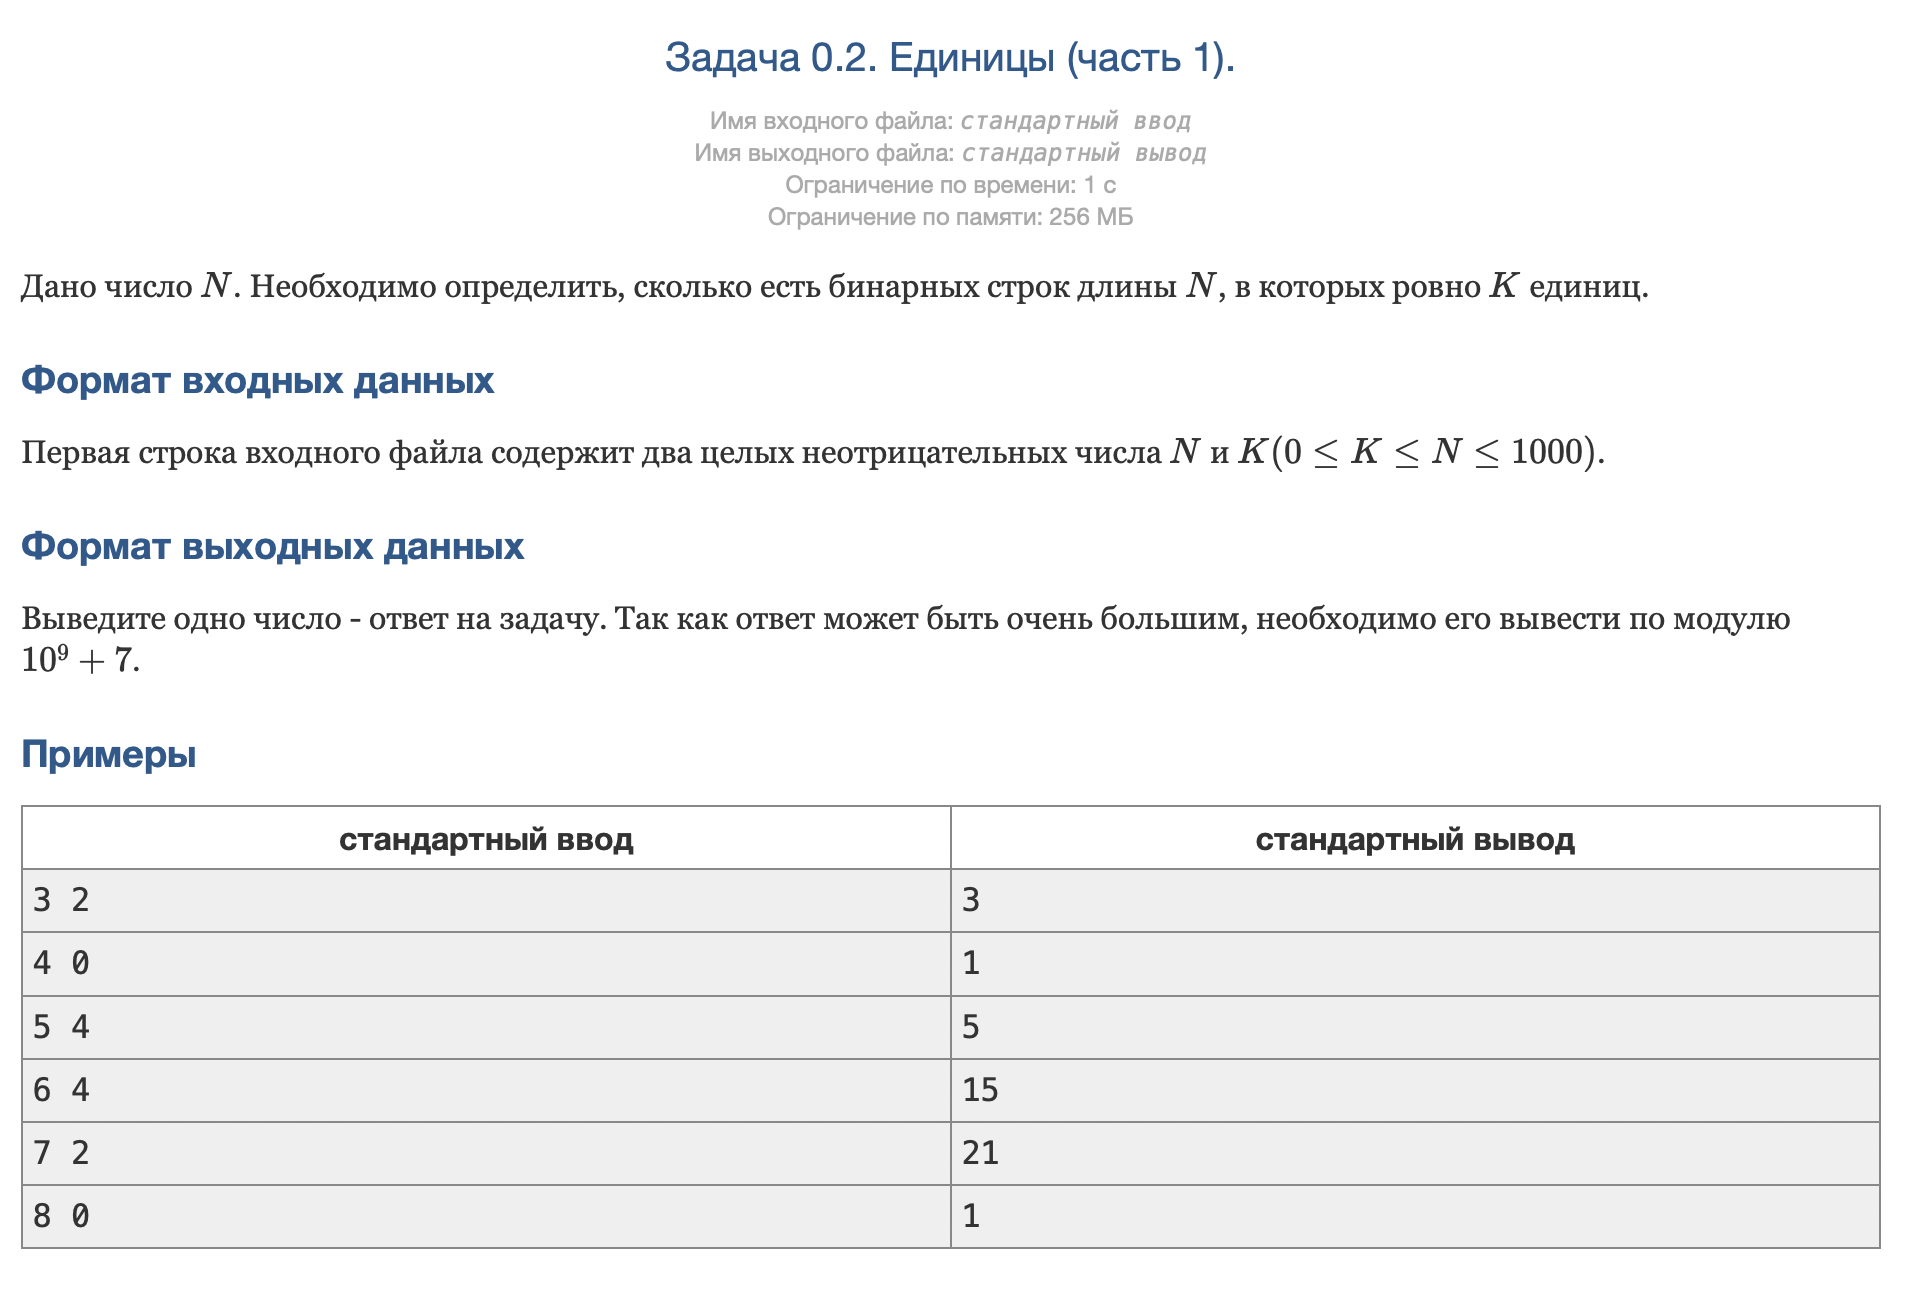 Задача 0.2. Единицы (часть 1).
Имя входного файла: стандартный ввод
Имя выходного файла: стандартный вывод
Ограничение по времени: 1 с
Ограничение по памяти: 256 МБ
Дано число N. Необходимо определить, сколько есть бинарных строк длины N, в которых ровно K единиц.
Формат входных данных
Первая строка входного файла содержит два целых неотрицательных числа N и K(0 ≤ K ≤ N ≤ 1000).
Формат выходных данных
Выведите одно число - ответ на задачу. Так как ответ может быть очень большим, необходимо его вывести по модулю
10⁹ + 7.
Примеры
стандартный ввод стандартный вывод
3 2 3
4 0 1
5 4 5
6 4 15
7 2 21
8 0 1